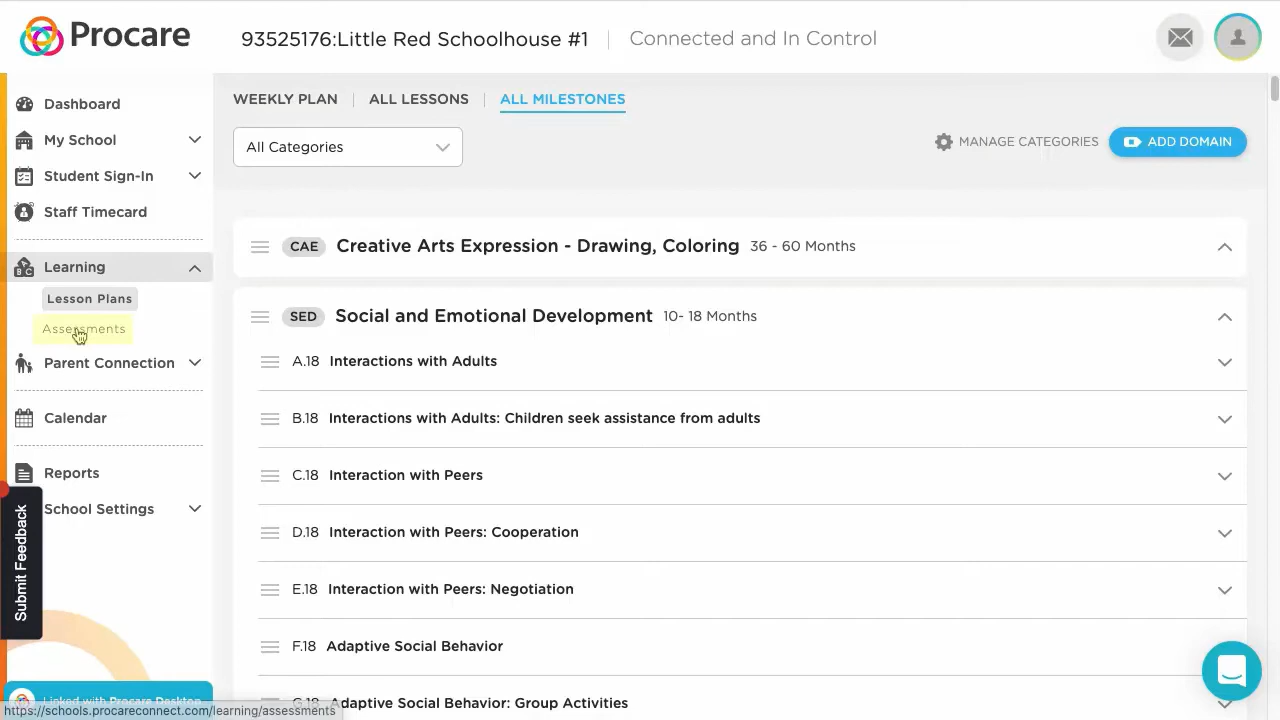 Procare
93525176:Little Red Schoolhouse #1
Connected and In Control
Dashboard
My School
Student Sign-In
Staff Timecard
Learning
Lesson Plans
Assessments
Parent Connection
Calendar
Reports
School Settings
Submit Feedback
Linked with Procare Desktop
https://schools.procareconnect.com/learning/assessments
WEEKLY PLAN
ALL LESSONS
ALL MILESTONES
All Categories
MANAGE CATEGORIES
ADD DOMAIN
CAE Creative Arts Expression - Drawing, Coloring 36 - 60 Months
SED Social and Emotional Development 10- 18 Months
A.18 Interactions with Adults
B.18 Interactions with Adults: Children seek assistance from adults
C.18 Interaction with Peers
D.18 Interaction with Peers: Cooperation
E.18 Interaction with Peers: Negotiation
F.18 Adaptive Social Behavior
G.18 Adaptive Social Behavior: Group Activities